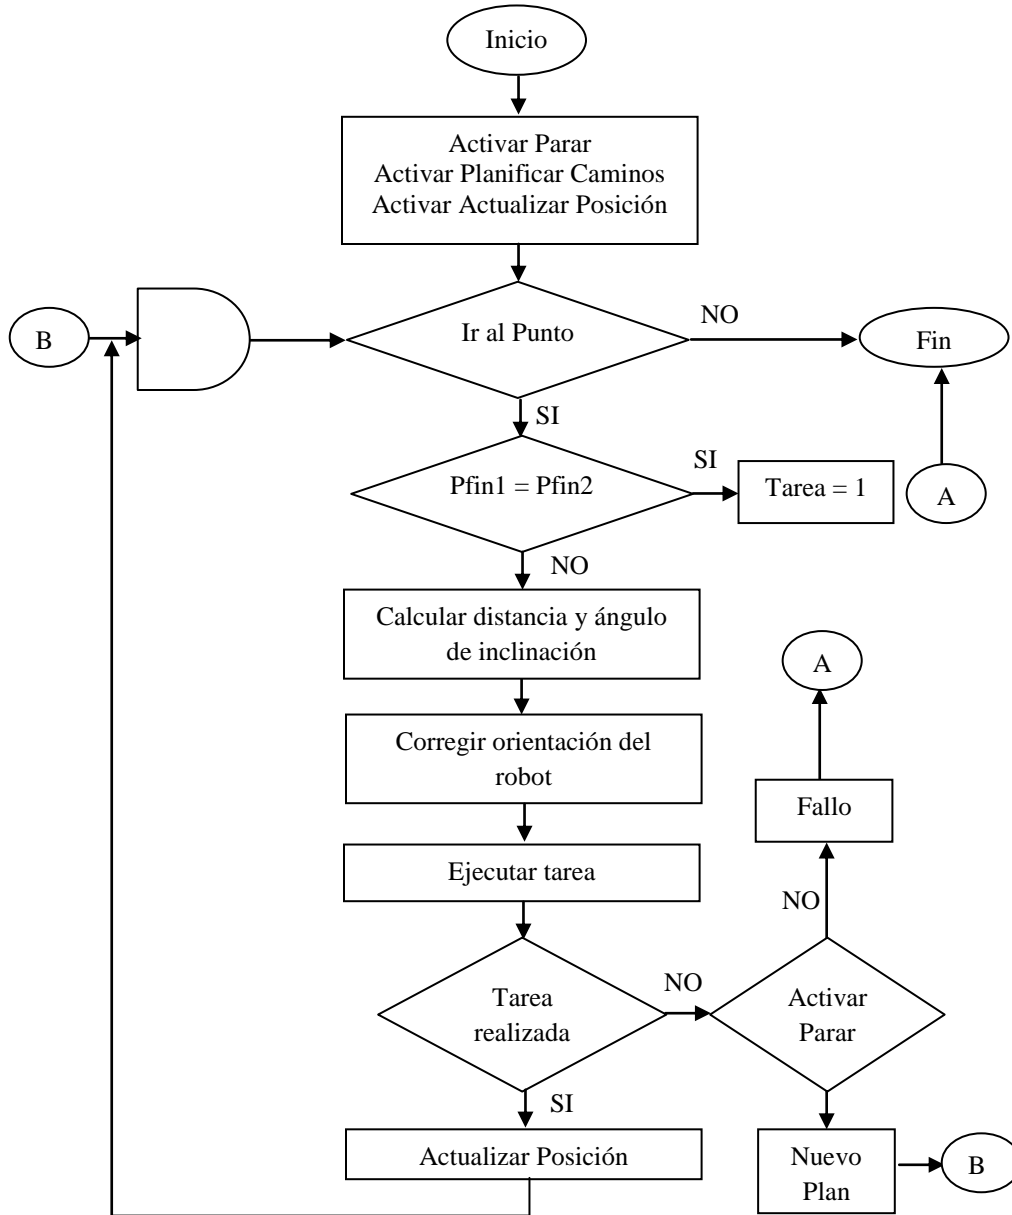 Inicio
Activar Parar
Activar Planificar Caminos
Activar Actualizar Posición
B
Ir al Punto
NO
Fin
SI
Pfin1 = Pfin2
SI
Tarea = 1
A
NO
Calcular distancia y ángulo
de inclinación
A
Corregir orientación del
robot
Fallo
Ejecutar tarea
NO
Tarea
realizada
NO
Activar
Parar
SI
Actualizar Posición
Nuevo
Plan
B